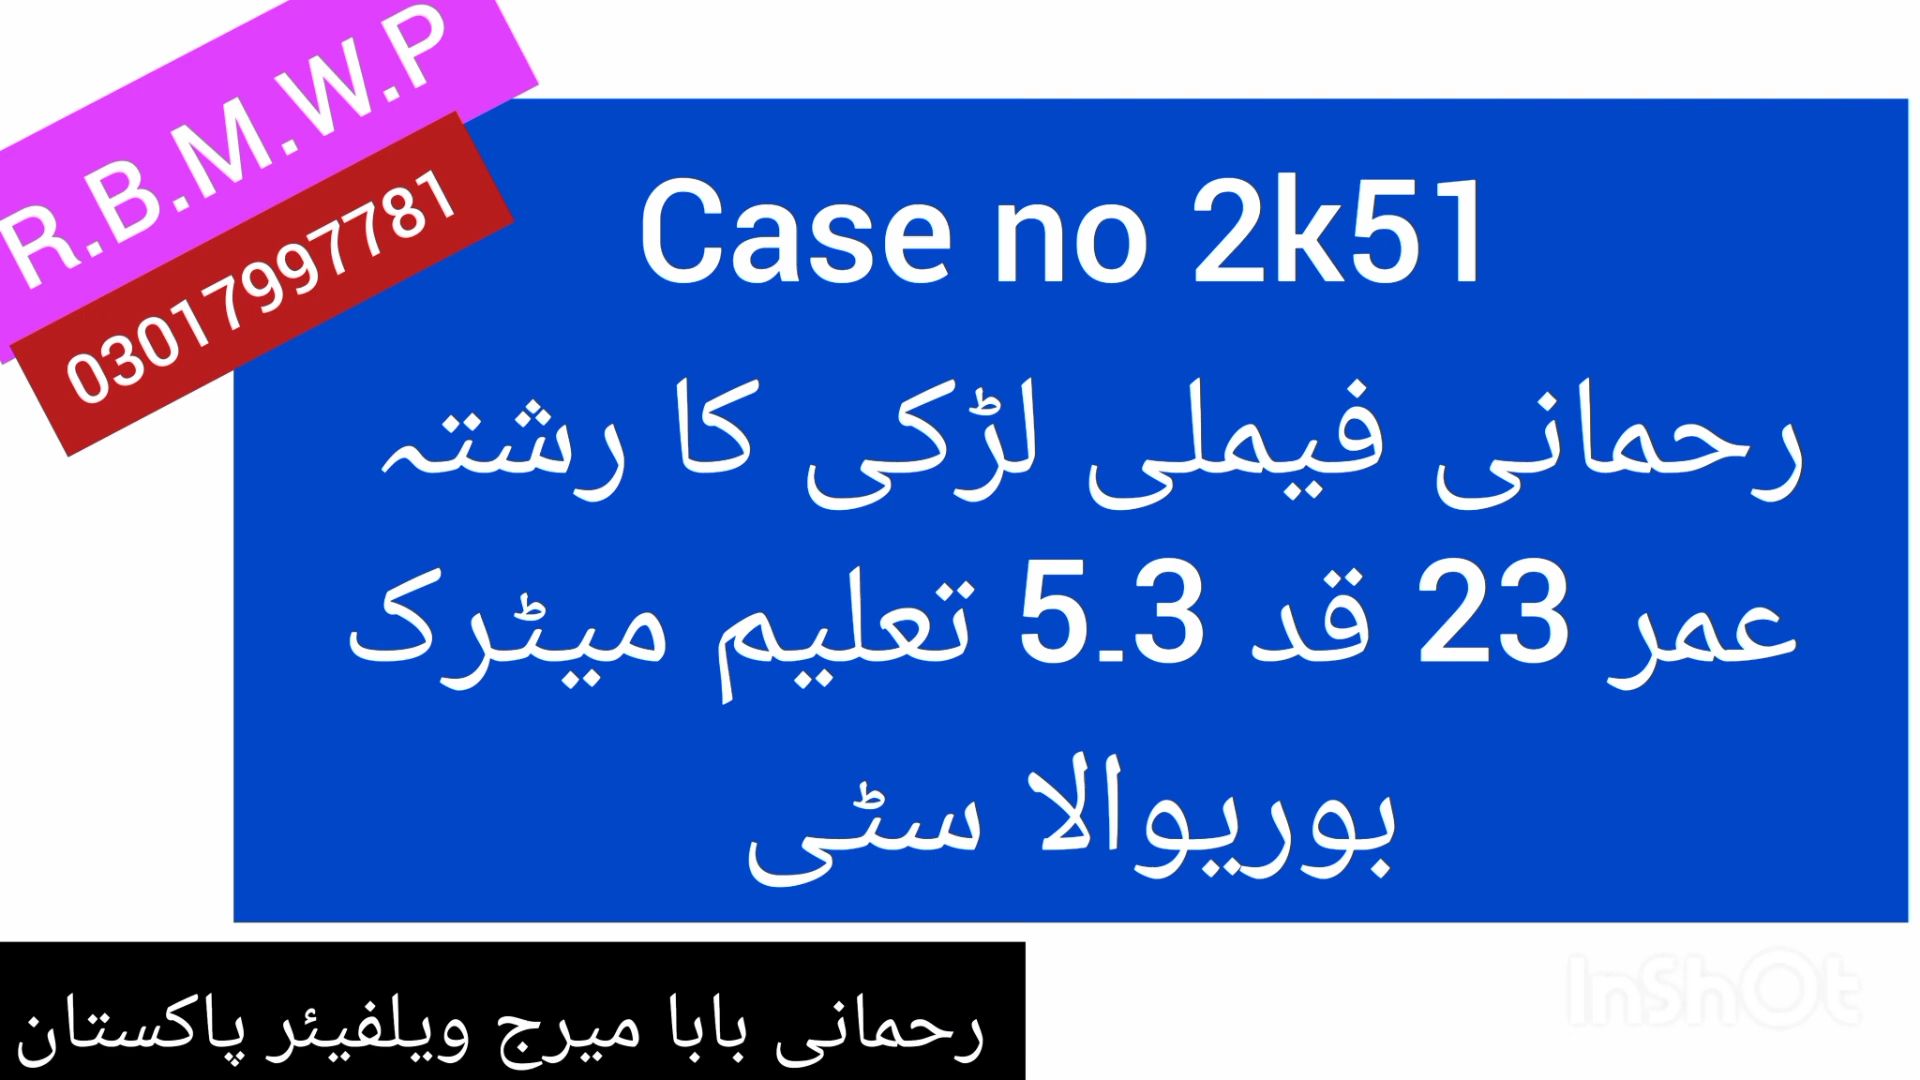 R.B.M.W.P
03017997781
Case no 2k51
رحمانی فیملی لڑکی کا رشتہ
عمر 23 قد 5.3 تعلیم میٹرک
بوریوالا سٹی
رحمانی بابا میرج ویلفیئر پاکستان
InShOt